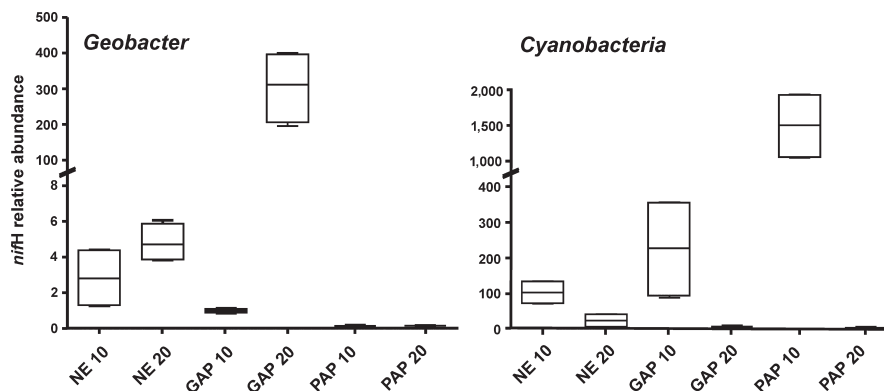 Geobacter
nifH relative abundance
500
400
300
200
100
8
6
4
2
0
NE 10
NE 20
GAP 10
GAP 20
PAP 10
PAP 20
Cyanobacteria
2,000
1,500
1,000
400
300
200
100
0
NE 10
NE 20
GAP 10
GAP 20
PAP 10
PAP 20